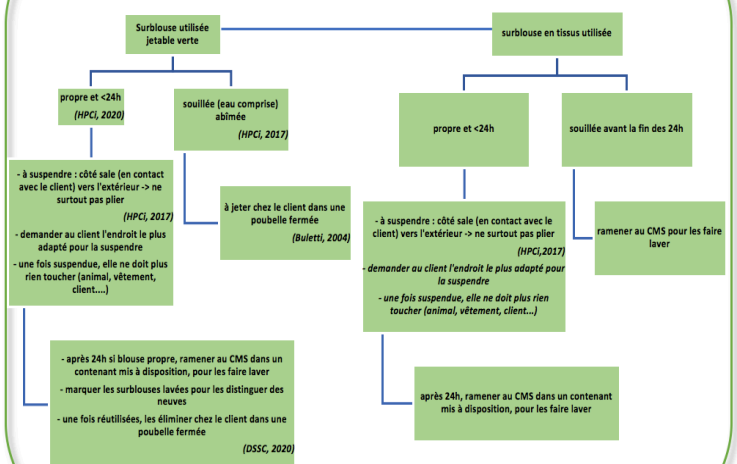 Surblouse utilisée
jetable verte
surblouse en tissus utilisée
propre et <24h
(HPCi, 2020)
souillée (eau comprise)
abîmée
(HPCi, 2017)
propre et <24h
souillée avant la fin des 24h
- à suspendre : côté sale (en contact
avec le client) vers l'extérieur -> ne
surtout pas plier
(HPCi, 2017)
- demander au client l'endroit le plus
adapté pour la suspendre
- une fois suspendue, elle ne doit plus
rien toucher (animal, vêtement,
client....)
à jeter chez le client dans une
poubelle fermée
(Buletti, 2004)
- à suspendre : côté sale (en contact avec le
client) vers l'extérieur -> ne surtout pas plier
(HPCi,2017)
- demander au client l'endroit le plus adapté pour
la suspendre
- une fois suspendue, elle ne doit plus rien
toucher (animal, vêtement, client...)
ramener au CMS pour les faire
laver
- après 24h si blouse propre, ramener au CMS dans un
contenant mis à disposition, pour les faire laver
- marquer les surblouses lavées pour les distinguer des
neuves
- une fois réutilisées, les éliminer chez le client dans une
poubelle fermée
(DSSC, 2020)
après 24h, ramener au CMS dans un contenant
mis à disposition, pour les faire laver